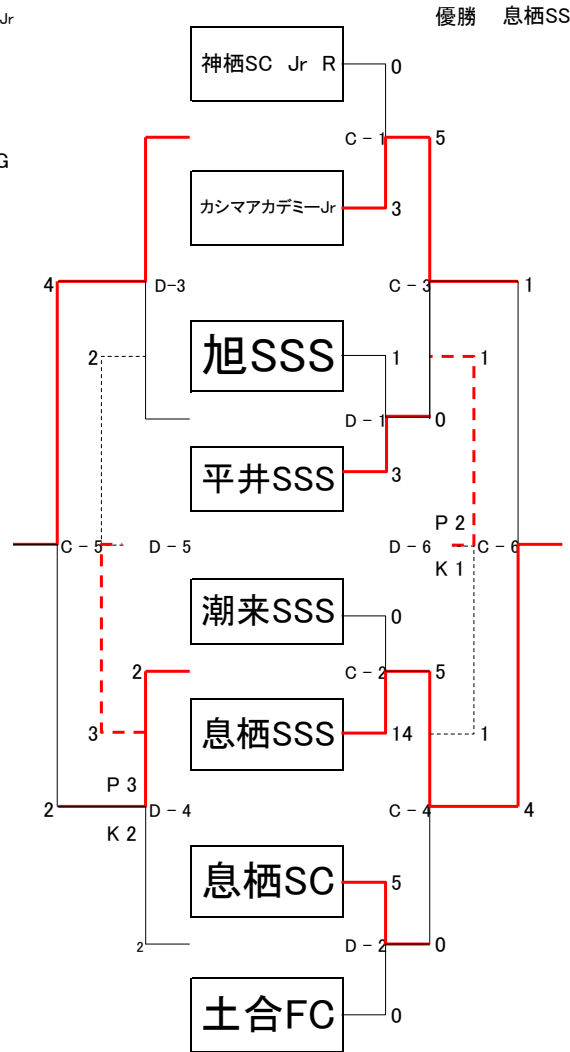 Jr
優勝 息栖SS
神栖SC Jr R
0
C-1
5
G
カシマアカデミーJr
3
4
D-3
C-3
1
旭SSS
2
1
1
D-1
0
平井SSS
3
P 2
C-5
D-5
D-6
C-6
K 1
潮来SSS
0
2
C-2
5
息栖SSS
3
14
1
P 3
2
D-4
C-4
4
K 2
息栖SC
5
2
D-2
0
土合FC
0